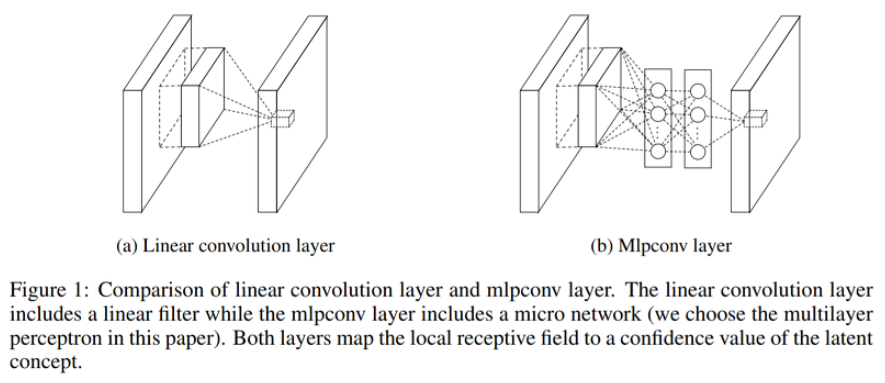 (a) Linear convolution layer
(b) Mlpconv layer
Figure 1: Comparison of linear convolution layer and mlpconv layer. The linear convolution layer
includes a linear filter while the mlpconv layer includes a micro network (we choose the multilayer
perceptron in this paper). Both layers map the local receptive field to a confidence value of the latent
concept.